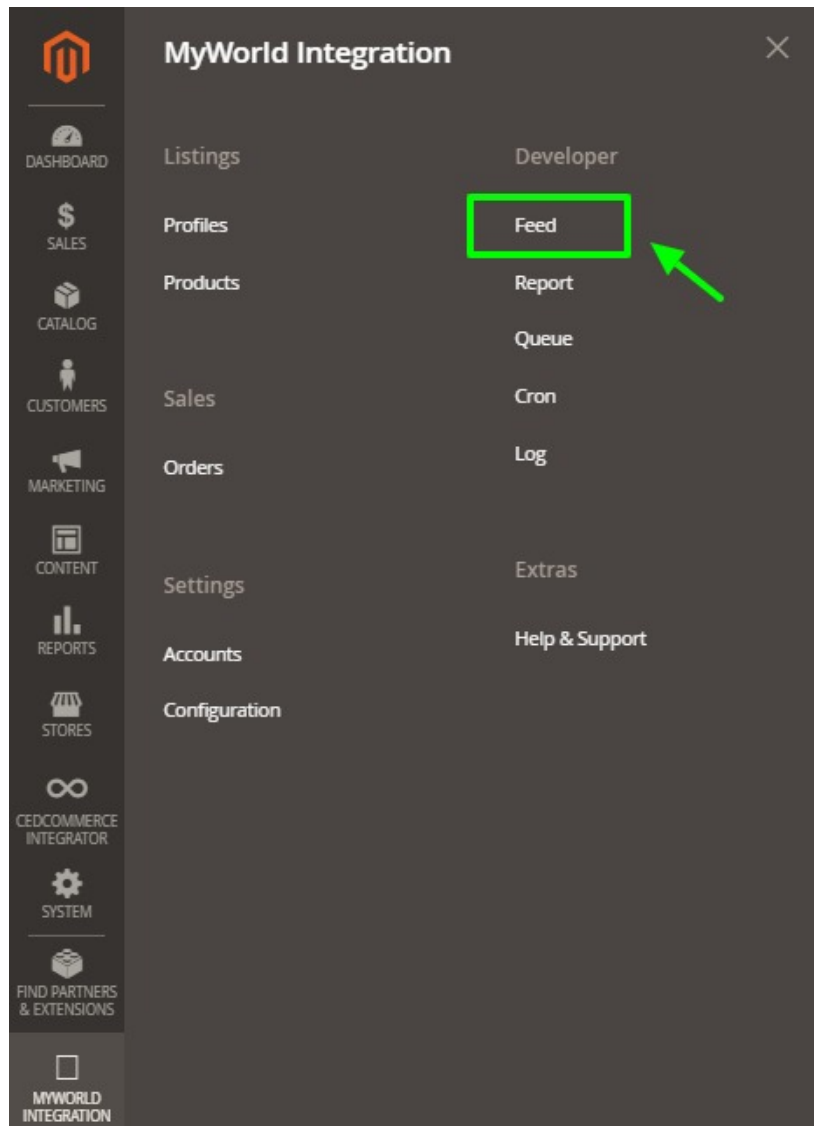 DASHBOARD
SALES
CATALOG
CUSTOMERS
MARKETING
CONTENT
REPORTS
STORES
CEDCOMMERCE
INTEGRATOR
SYSTEM
FIND PARTNERS
& EXTENSIONS
MYWORLD
INTEGRATION
MyWorld Integration
Listings
Profiles
Products
Sales
Orders
Settings
Accounts
Configuration
Developer
Feed
Report
Queue
Cron
Log
Extras
Help & Support